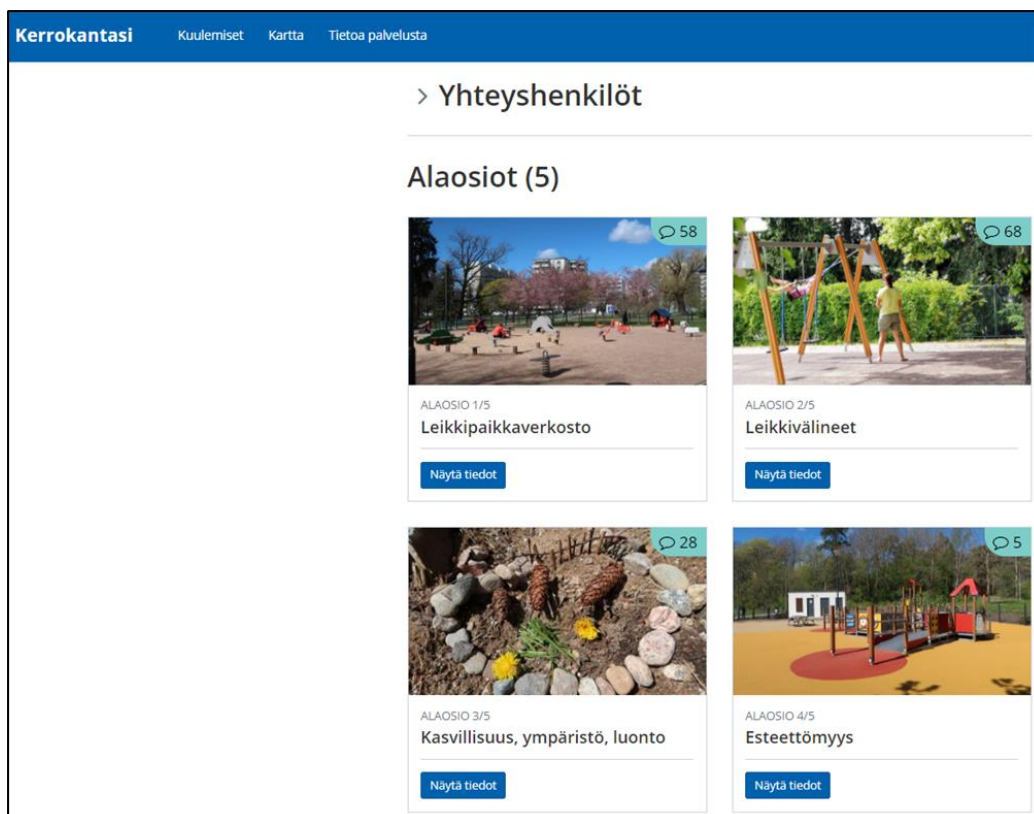 Kerrokantasi Kuulemiset Kartta Tietoa palvelusta
Yhteyshenkilöt
Alaosiot (5)
58
68
ALAOSIO 1/5
Leikkipaikkaverkosto
Näytä tiedot
ALAOSIO 2/5
Leikkivälineet
Näytä tiedot
28
5
ALAOSIO 3/5
Kasvillisuus, ympäristö, luonto
Näytä tiedot
ALAOSIO 4/5
Esteettömyys
Näytä tiedot